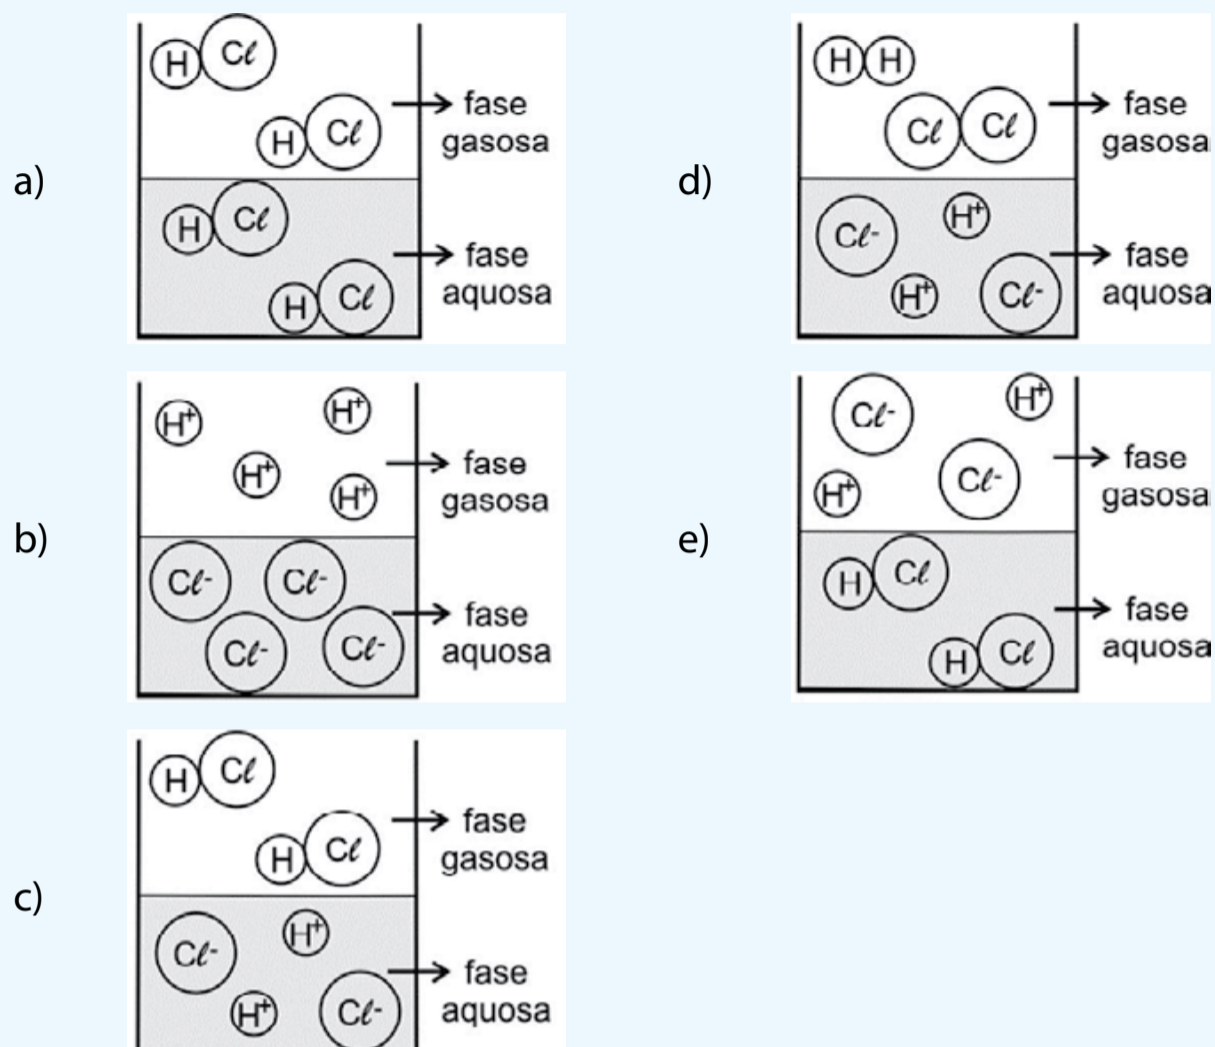 a)
H Cℓ
H Cℓ
fase
gasosa
H Cℓ
H Cℓ
fase
aquosa
b)
H⁺ H⁺
H⁺ H⁺
fase
gasosa
Cℓ⁻ Cℓ⁻
Cℓ⁻ Cℓ⁻
fase
aquosa
c)
H Cℓ
H Cℓ
fase
gasosa
Cℓ⁻ H⁺
H⁺ Cℓ⁻
fase
aquosa
d)
H H
Cℓ Cℓ
fase
gasosa
Cℓ⁻ H⁺
H⁺ Cℓ⁻
fase
aquosa
e)
Cℓ⁻ H⁺
H⁺ Cℓ⁻
fase
gasosa
H Cℓ
H Cℓ
fase
aquosa